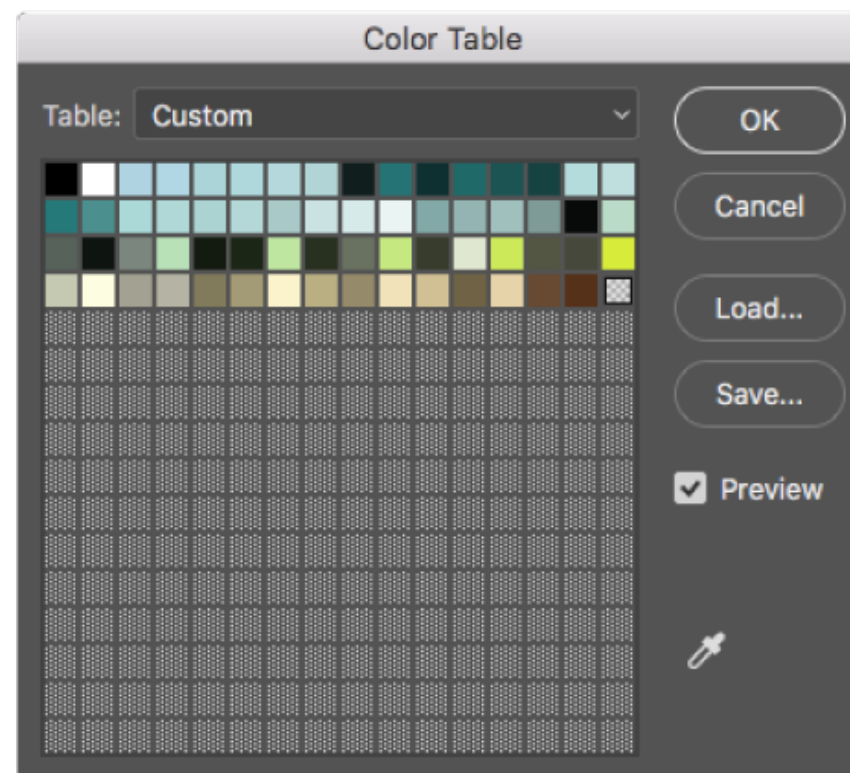 Color Table
Table: Custom
OK
Cancel
Load...
Save...
Preview